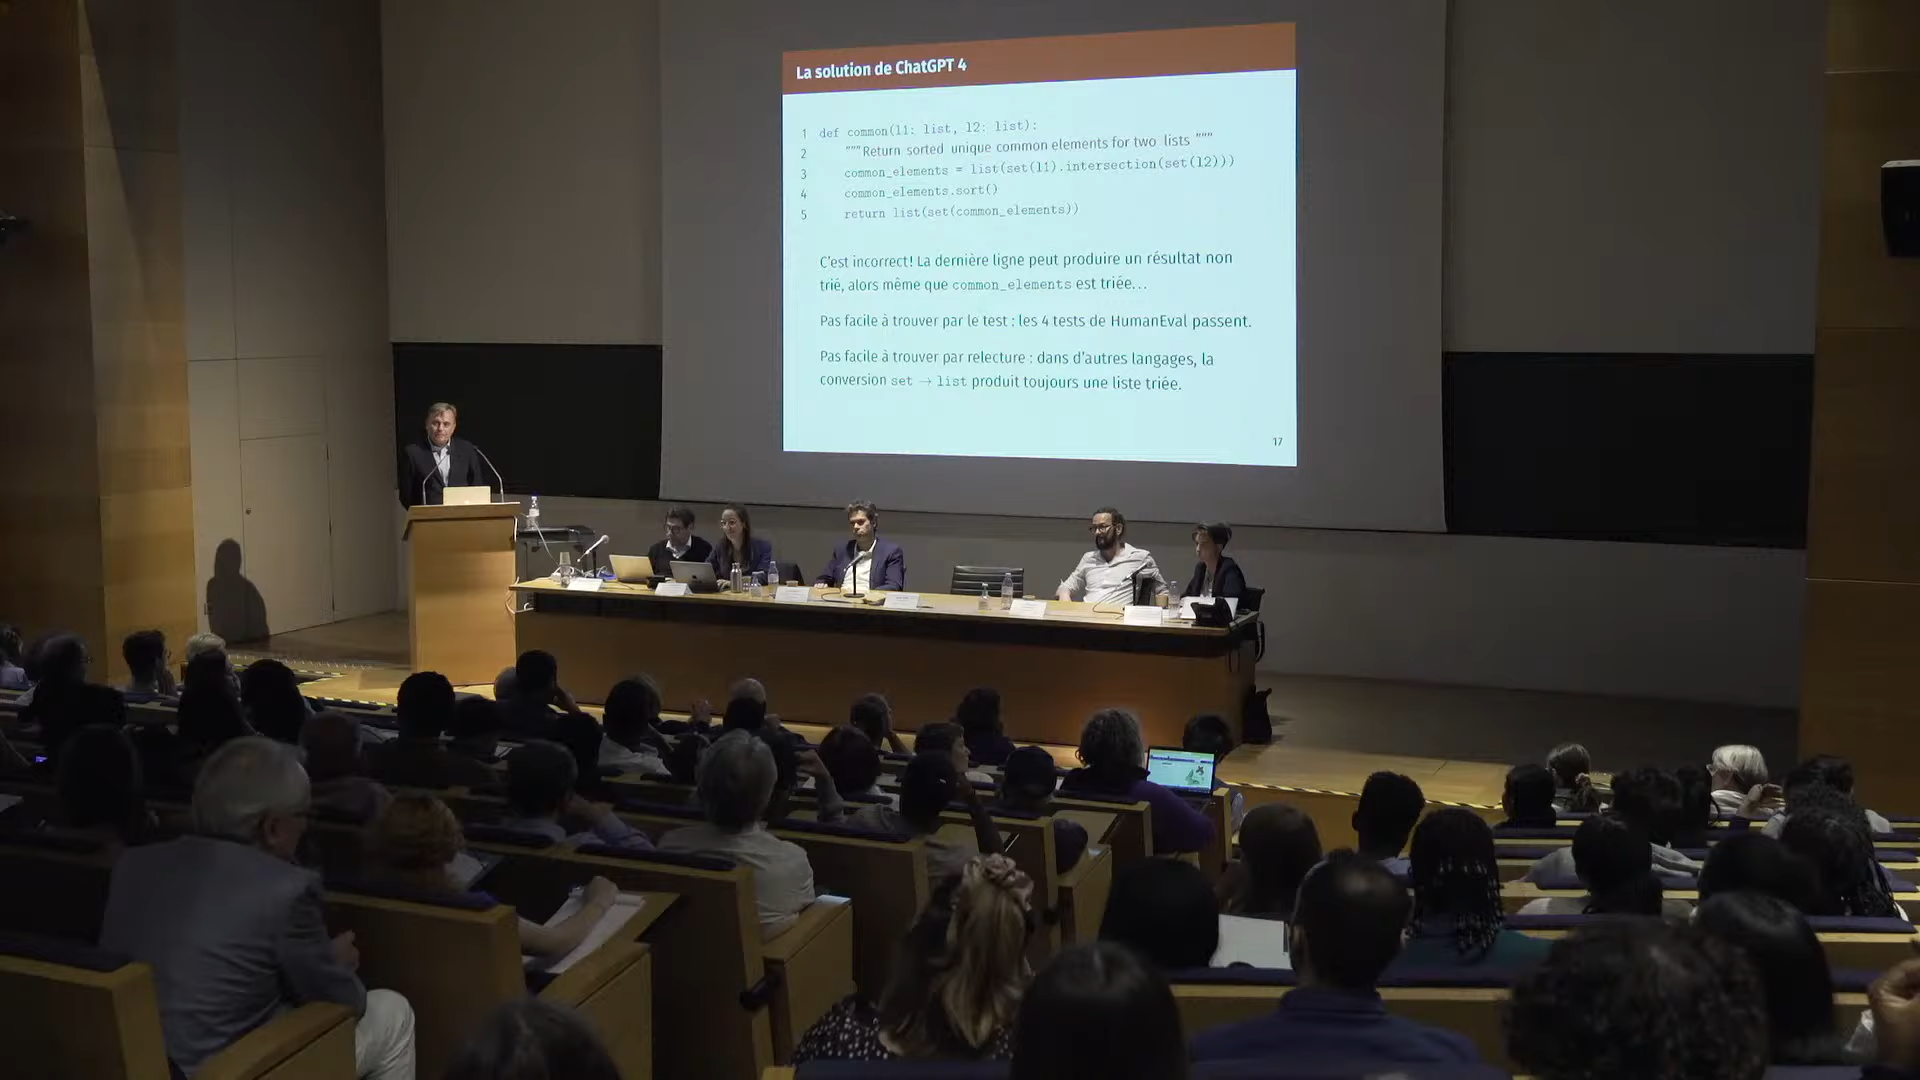 La solution de ChatGPT 4
1 def common(l1: list, l2: list):
2 """Return sorted unique common elements for two lists """
3 common_elements = list(set(l1).intersection(set(l2)))
4 common_elements.sort()
5 return list(set(common_elements))
C'est incorrect! La dernière ligne peut produire un résultat non
trié, alors même que common_elements est triée...
Pas facile à trouver par le test : les 4 tests de HumanEval passent.
Pas facile à trouver par relecture : dans d'autres langages, la
conversion set → list produit toujours une liste triée.
17